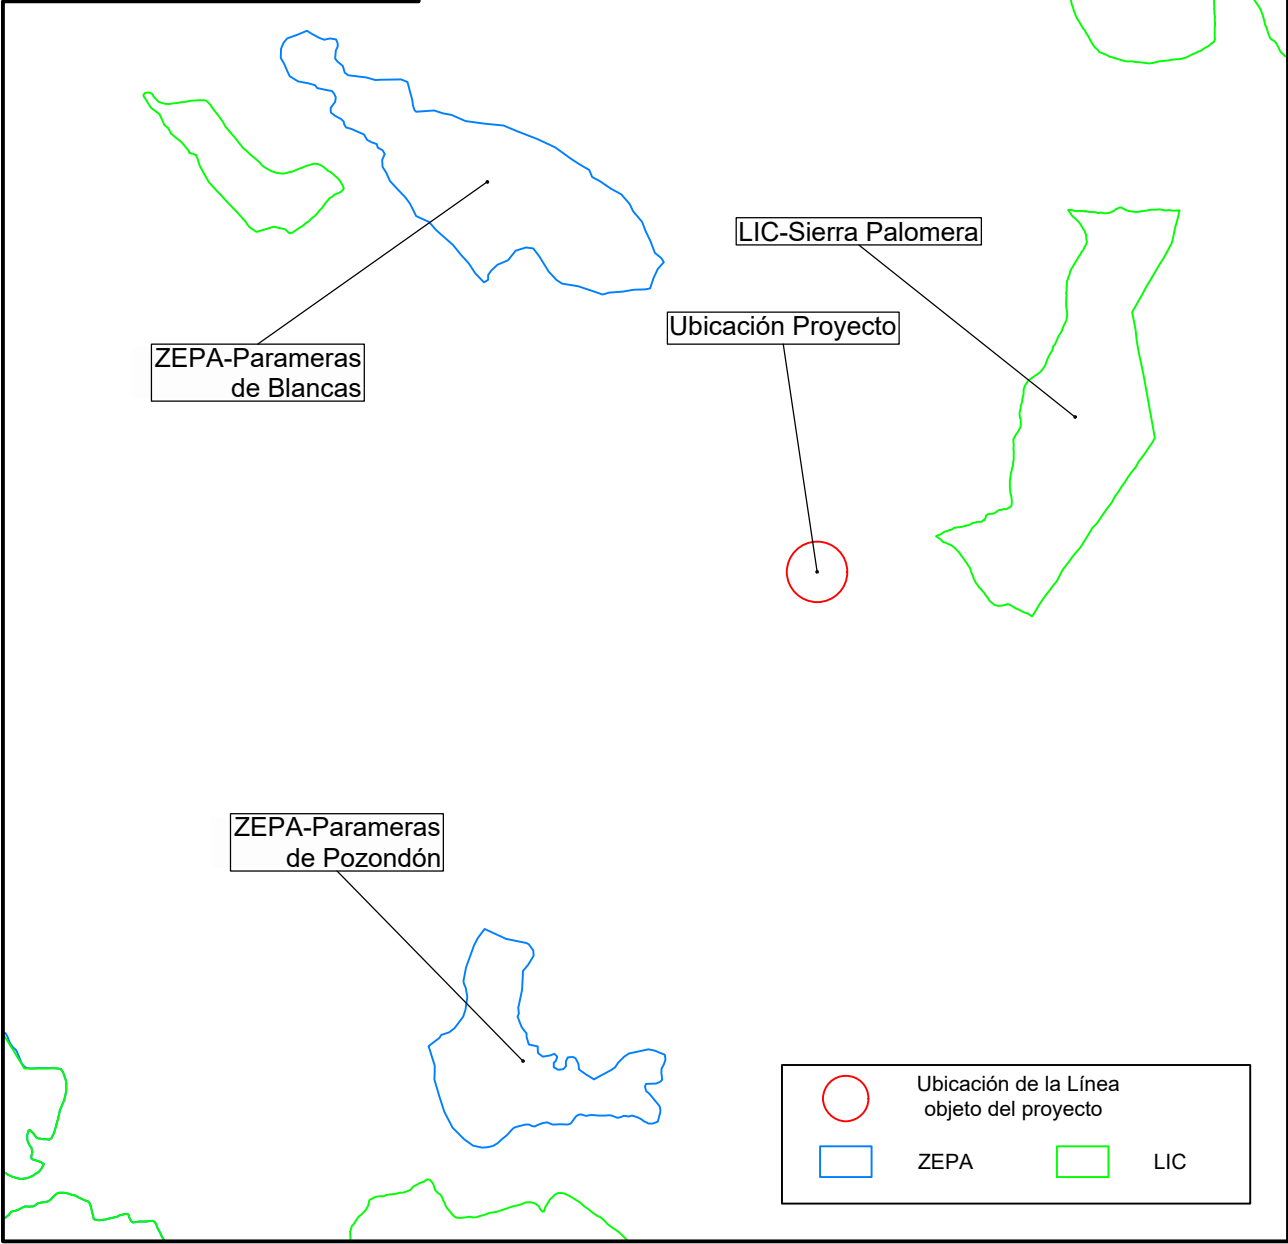 LIC-Sierra Palomera
Ubicación Proyecto
ZEPA-Parameras
de Blancas
ZEPA-Parameras
de Pozondón
Ubicación de la Línea
objeto del proyecto
ZEPA
LIC